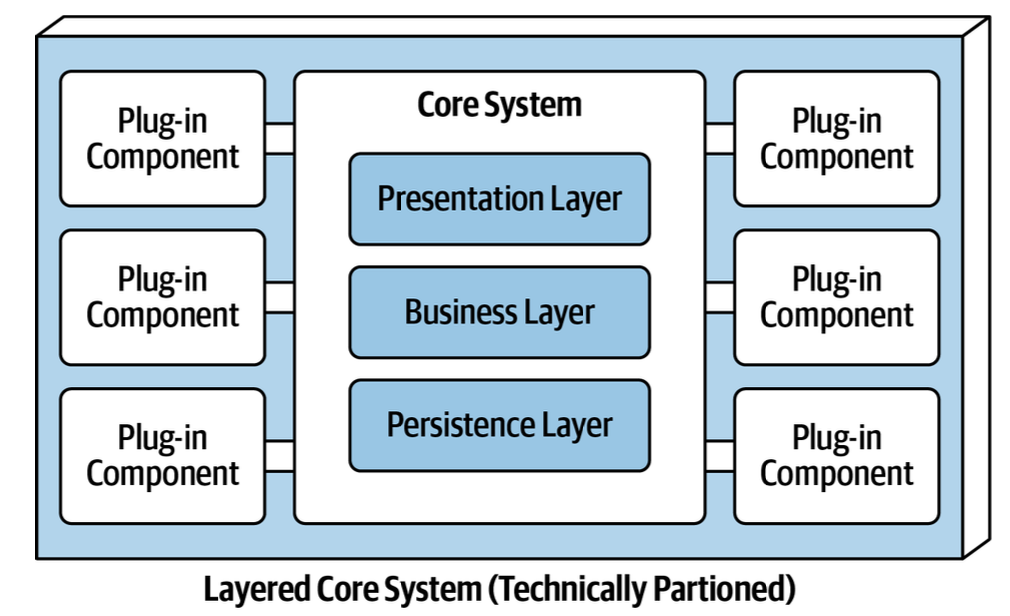 Core System
Plug-in
Component
Plug-in
Component
Presentation Layer
Plug-in
Component
Business Layer
Plug-in
Component
Plug-in
Component
Persistence Layer
Plug-in
Component
Layered Core System (Technically Partioned)